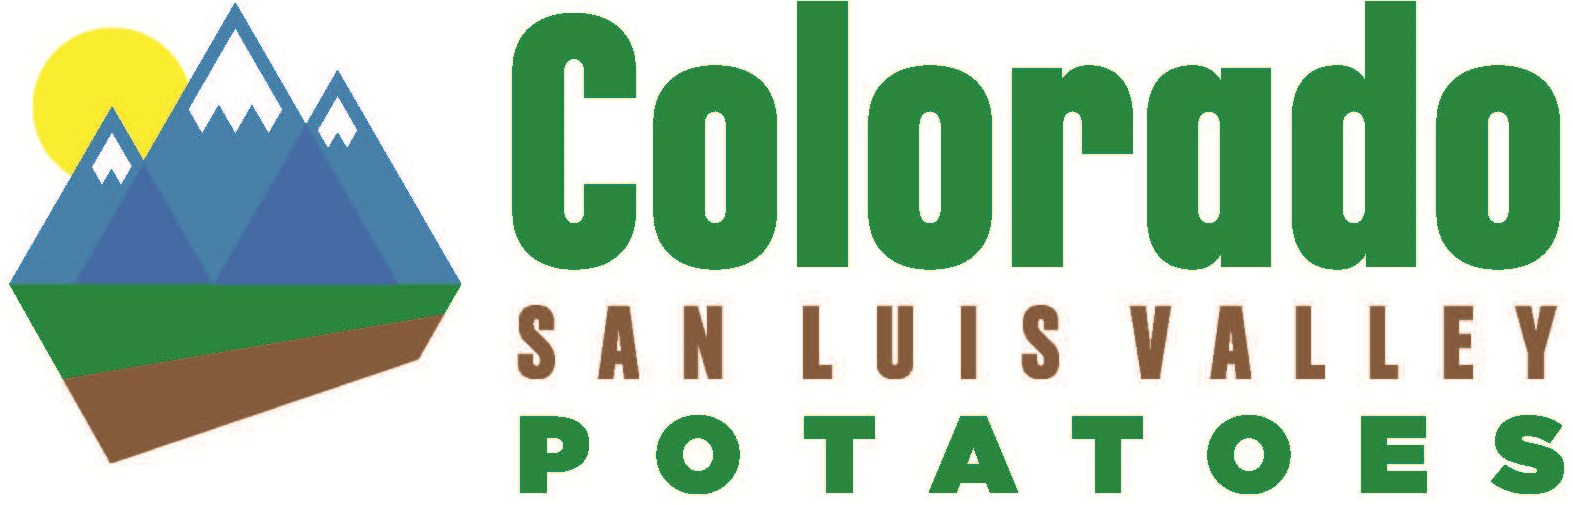 Colorado
SAN LUIS VALLEY
POTATOES